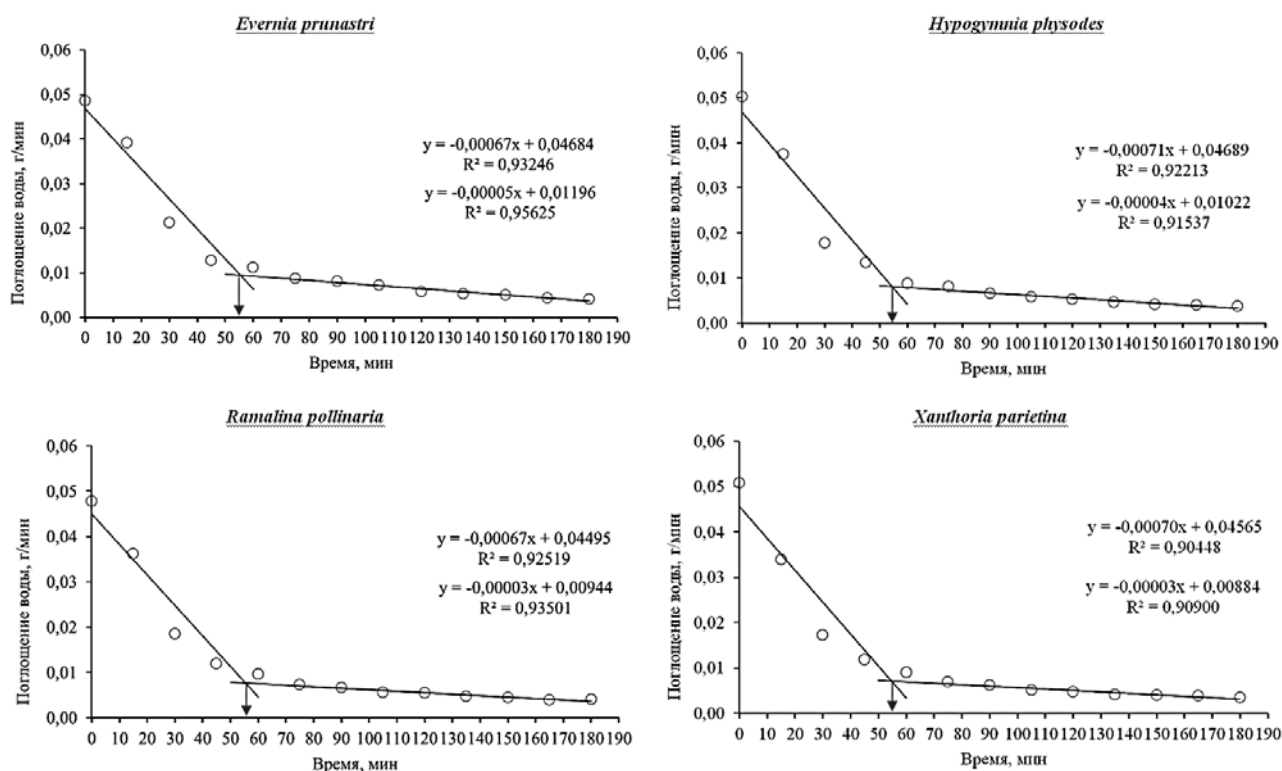 Evernia prunastri
0,06
0,05
0,04
0,03
0,02
0,01
0,00
Поглощение воды, г/мин
y = -0,00067x + 0,04684
R² = 0,93246
y = -0,00005x + 0,01196
R² = 0,95625
0 10 20 30 40 50 60 70 80 90 100 110 120 130 140 150 160 170 180 190
Время, мин
Hypogymnia physodes
0,06
0,05
0,04
0,03
0,02
0,01
0,00
Поглощение воды, г/мин
y = -0,00071x + 0,04689
R² = 0,92213
y = -0,00004x + 0,01022
R² = 0,91537
0 10 20 30 40 50 60 70 80 90 100 110 120 130 140 150 160 170 180 190
Время, мин
Ramalina pollinaria
0,06
0,05
0,04
0,03
0,02
0,01
0,00
Поглощение воды, г/мин
y = -0,00067x + 0,04495
R² = 0,92519
y = -0,00003x + 0,00944
R² = 0,93501
0 10 20 30 40 50 60 70 80 90 100 110 120 130 140 150 160 170 180 190
Время, мин
Xanthoria parietina
0,06
0,05
0,04
0,03
0,02
0,01
0,00
Поглощение воды, г/мин
y = -0,00070x + 0,04565
R² = 0,90448
y = -0,00003x + 0,00884
R² = 0,90900
0 10 20 30 40 50 60 70 80 90 100 110 120 130 140 150 160 170 180 190
Время, мин